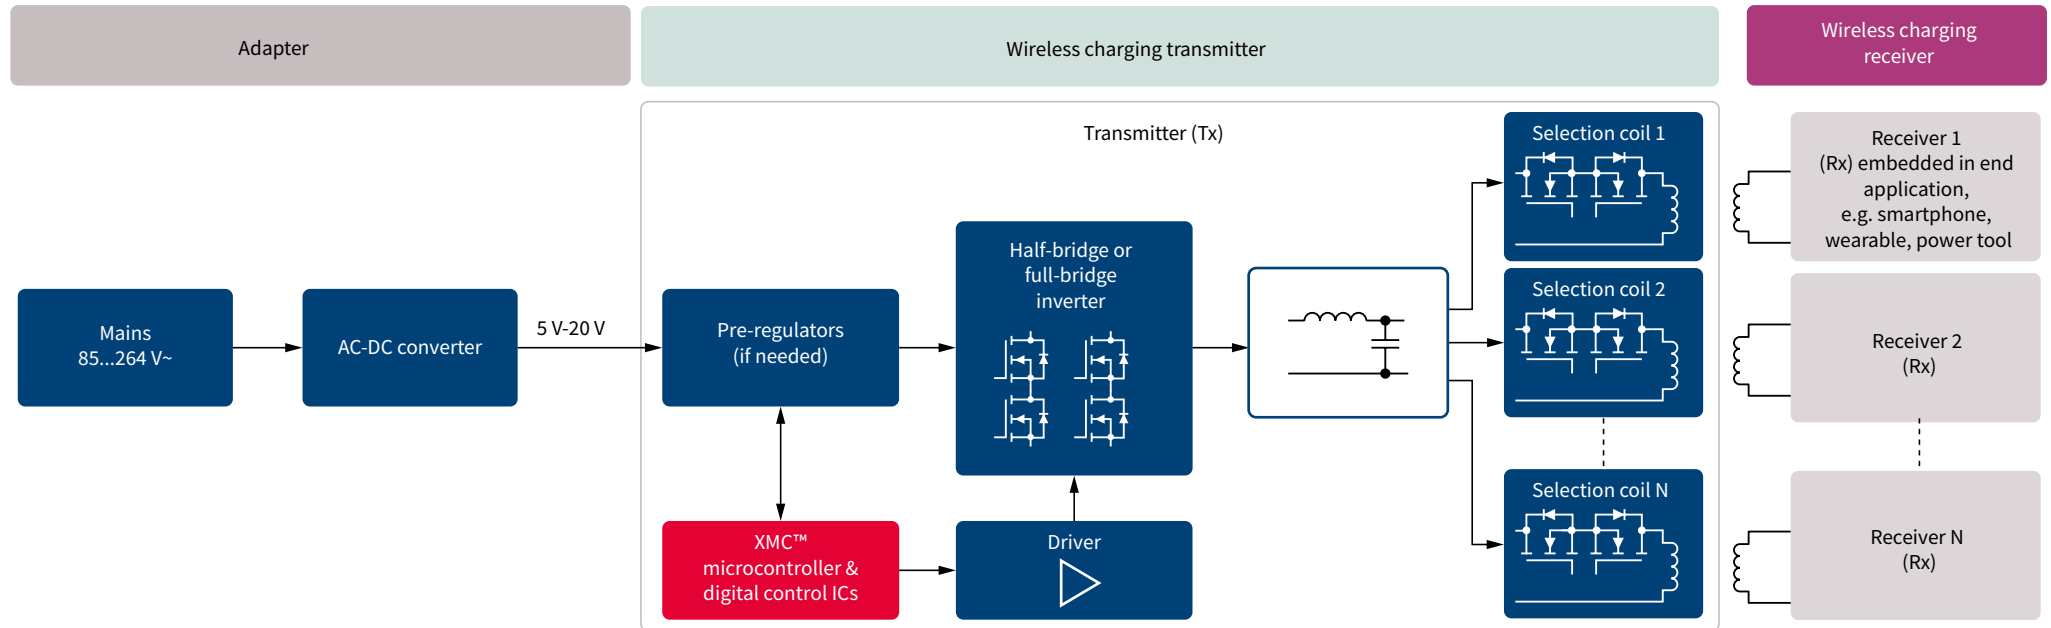 Adapter
Wireless charging transmitter
Wireless charging
receiver
Transmitter (Tx)
Mains
85...264 V~
AC-DC converter
5 V-20 V
Pre-regulators
(if needed)
XMC™
microcontroller &
digital control ICs
Half-bridge or
full-bridge
inverter
Driver
Selection coil 1
Selection coil 2
Selection coil N
Receiver 1
(Rx) embedded in end
application,
e.g. smartphone,
wearable, power tool
Receiver 2
(Rx)
Receiver N
(Rx)